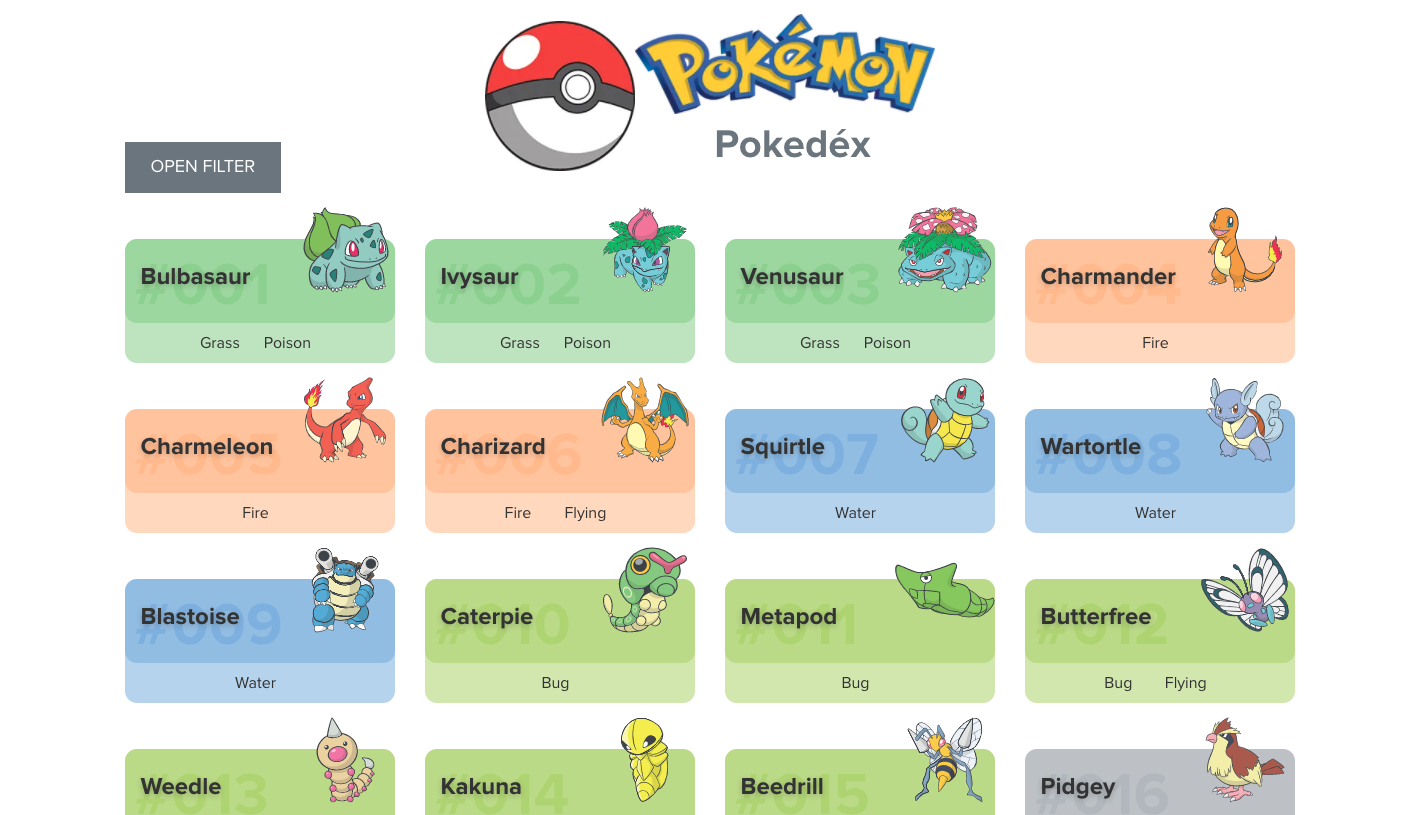 POKéMON
Pokedéx
OPEN FILTER
#001 Bulbasaur
Grass Poison
#002 Ivysaur
Grass Poison
#003 Venusaur
Grass Poison
#004 Charmander
Fire
#005 Charmeleon
Fire
#006 Charizard
Fire Flying
#007 Squirtle
Water
#008 Wartortle
Water
#009 Blastoise
Water
#010 Caterpie
Bug
#011 Metapod
Bug
#012 Butterfree
Bug Flying
#013 Weedle
#014 Kakuna
#015 Beedrill
#016 Pidgey